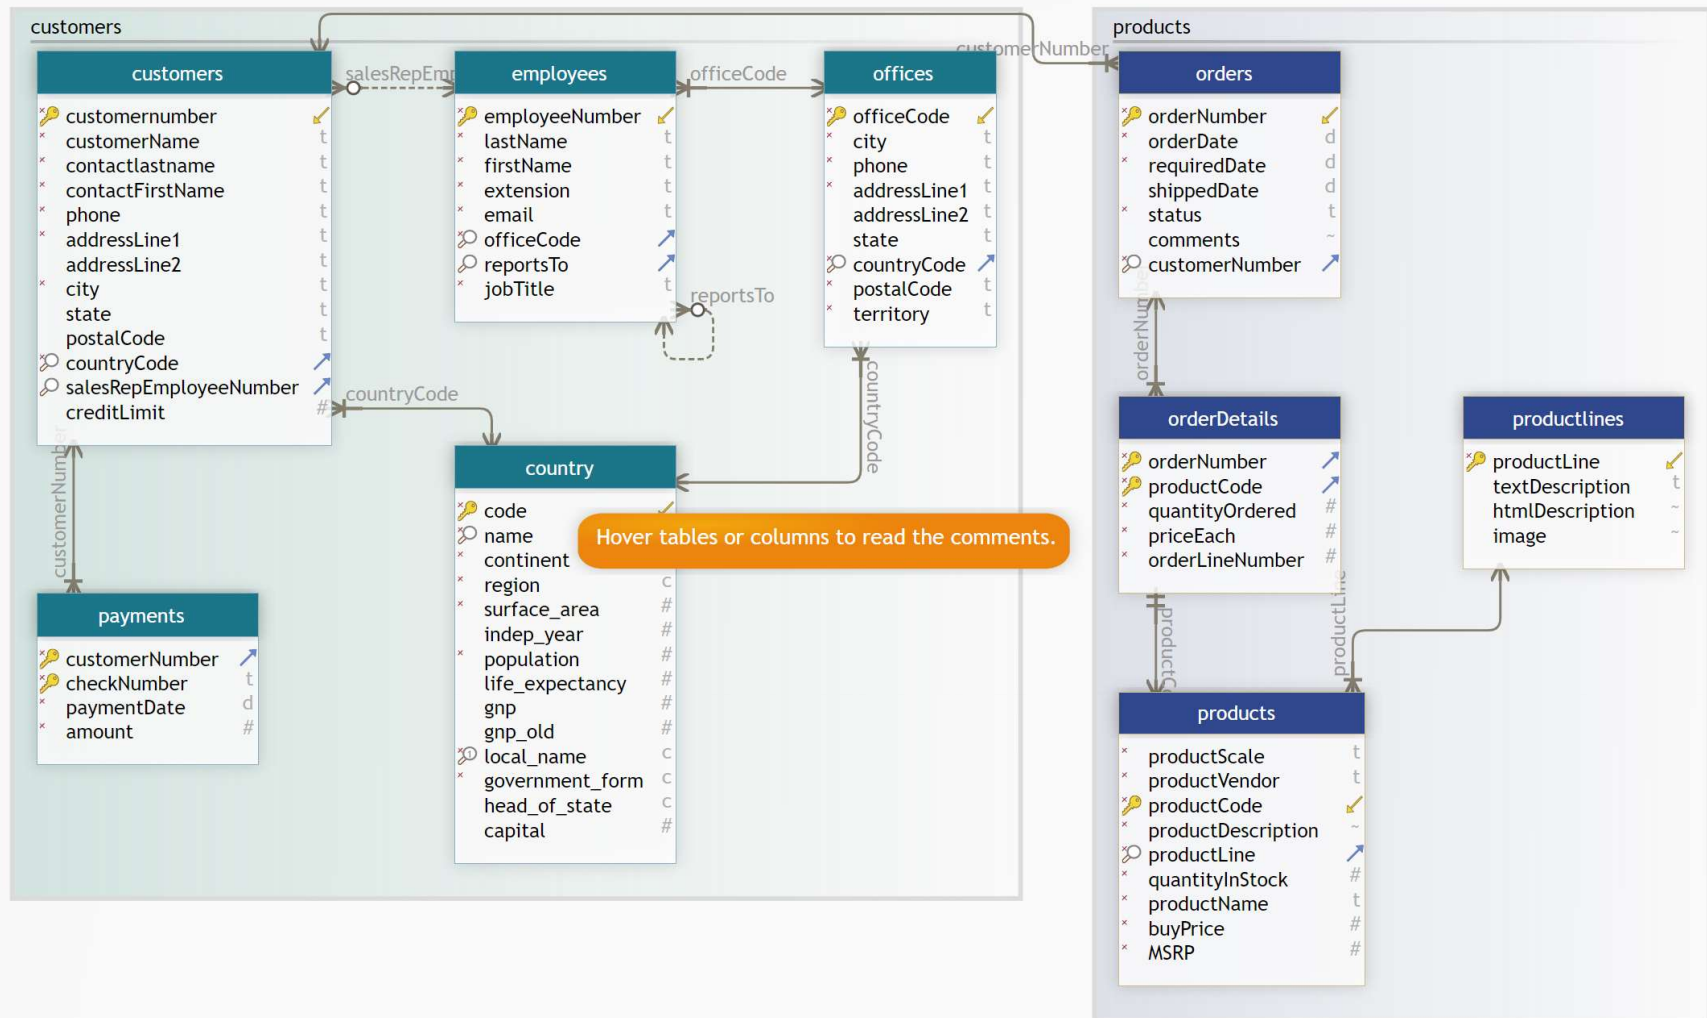 customers
products
customerNumber
customers
salesRepEmp
employees
officeCode
offices
orders
customernumber
customerName
contactlastname
contactFirstName
phone
addressLine1
addressLine2
city
state
postalCode
countryCode
salesRepEmployeeNumber
creditLimit
t
t
t
t
t
t
t
t
t
#
employeeNumber
lastName
firstName
extension
email
officeCode
reportsTo
jobTitle
t
t
t
t
t
reportsTo
officeCode
city
phone
addressLine1
addressLine2
state
countryCode
postalCode
territory
t
t
t
t
t
t
t
orderNumber
orderDate
requiredDate
shippedDate
status
comments
customerNumber
d
d
d
t
~
countryCode
countryCode
orderNumber
customerNumber
country
code
name
continent
region
surface_area
indep_year
population
life_expectancy
gnp
gnp_old
local_name
government_form
head_of_state
capital
c
#
#
#
#
#
#
c
c
c
#
Hover tables or columns to read the comments.
payments
customerNumber
checkNumber
paymentDate
amount
t
d
#
orderDetails
orderNumber
productCode
quantityOrdered
priceEach
orderLineNumber
#
#
#
productlines
productLine
textDescription
htmlDescription
image
t
~
~
productLine
products
productScale
productVendor
productCode
productDescription
productLine
quantityInStock
productName
buyPrice
MSRP
t
t
~
#
t
#
#